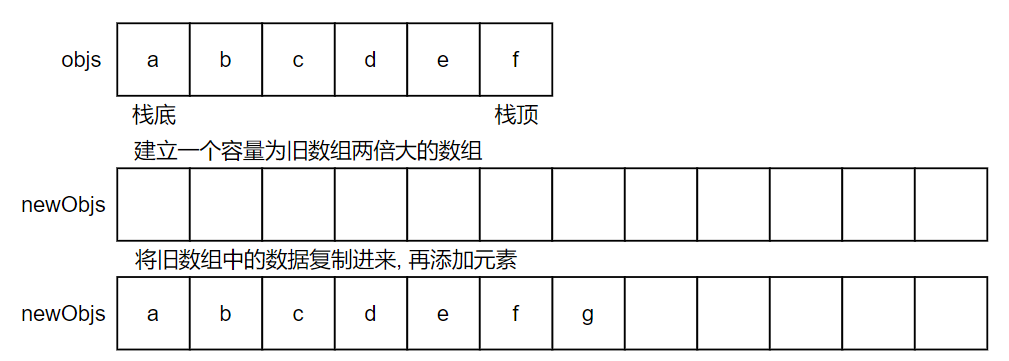 objs a b c d e f
栈底 栈顶
建立一个容量为旧数组两倍大的数组
newObjs
将旧数组中的数据复制进来, 再添加元素
newObjs a b c d e f g